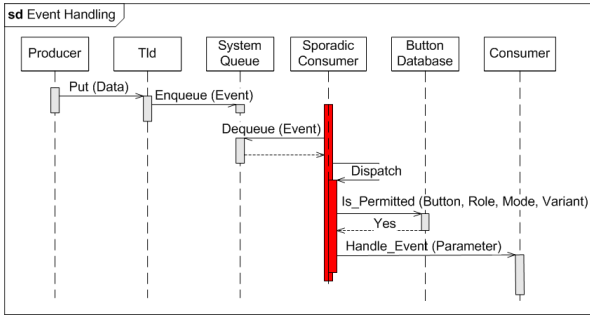 sd Event Handling
Producer
TId
System
Queue
Sporadic
Consumer
Button
Database
Consumer
Put (Data)
Enqueue (Event)
Dequeue (Event)
Dispatch
Is_Permitted (Button, Role, Mode, Variant)
Yes
Handle_Event (Parameter)